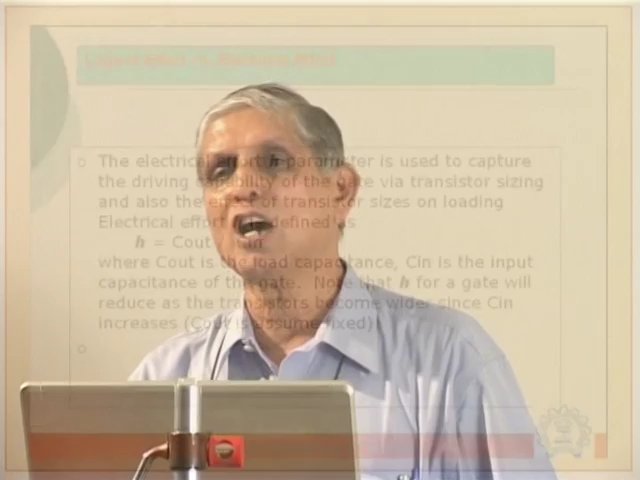 The electrical effort h parameter is used to capture
the driving capability of the gate via transistor sizing
and also the effect of transistor sizes on loading
Electrical effort is defined as
h = Cout / Cin
where Cout is the load capacitance, Cin is the input
capacitance of the gate. Note that h for a gate will
reduce as the transistors become wider since Cin
increases (Cout is assume fixed)